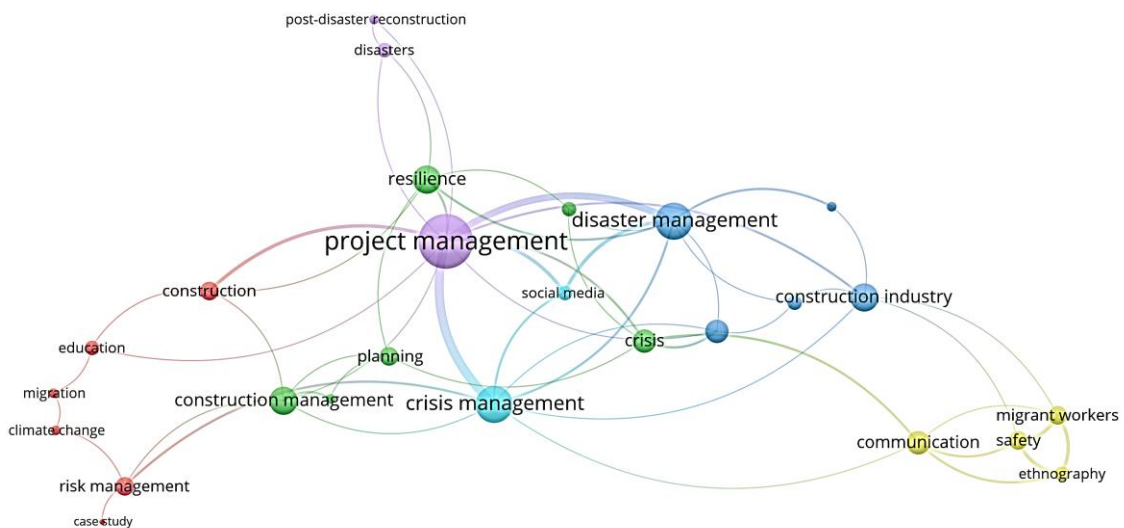 post-disaster reconstruction
disasters
resilience
disaster management
project management
construction
social media
construction industry
crisis
education
planning
migration
construction management
crisis management
climate change
migrant workers
communication
safety
ethnography
risk management
case study